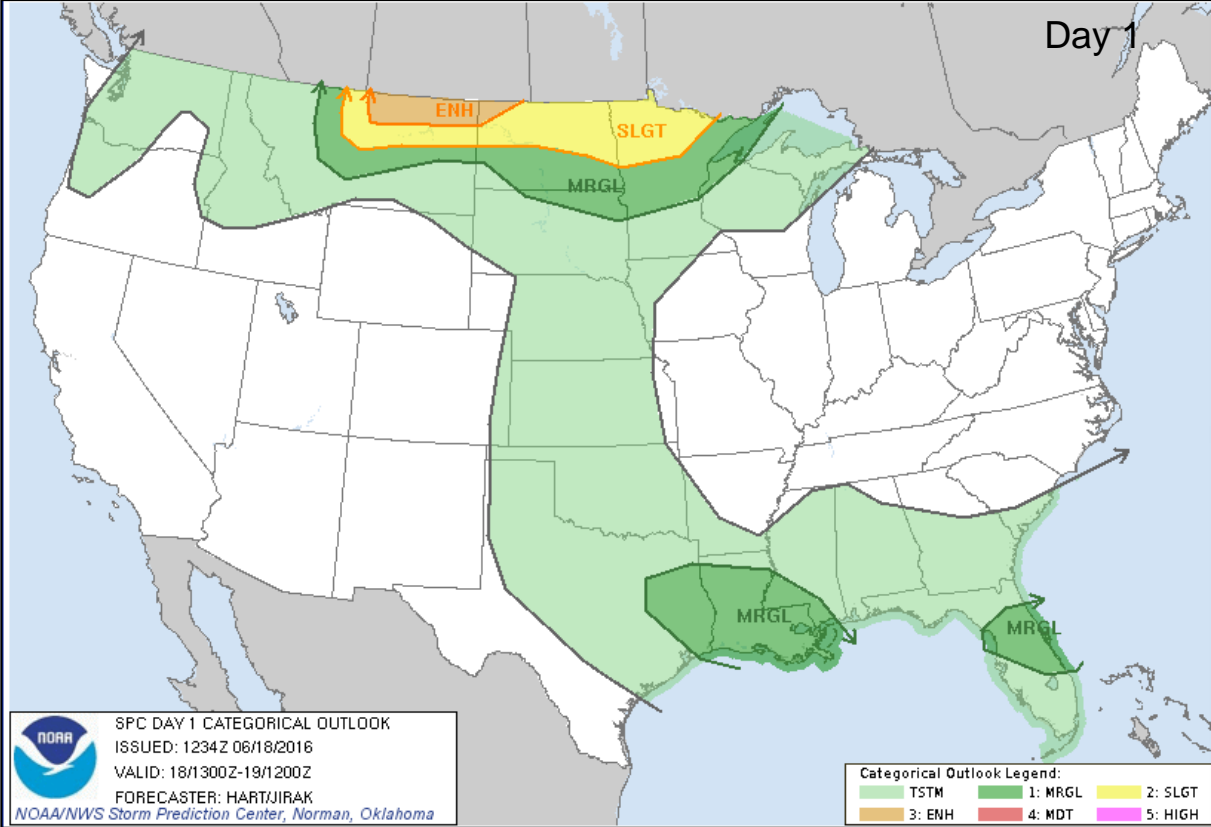 Day 1
ENH
SLGT
MRGL
MRGL
MRGL
NOAA
SPC DAY 1 CATEGORICAL OUTLOOK
ISSUED: 1234Z 06/18/2016
VALID: 18/1300Z-19/1200Z
FORECASTER: HART/JIRAK
NOAA/NWS Storm Prediction Center, Norman, Oklahoma
Categorical Outlook Legend:
TSTM 1: MRGL 2: SLGT
3: ENH 4: MDT 5: HIGH